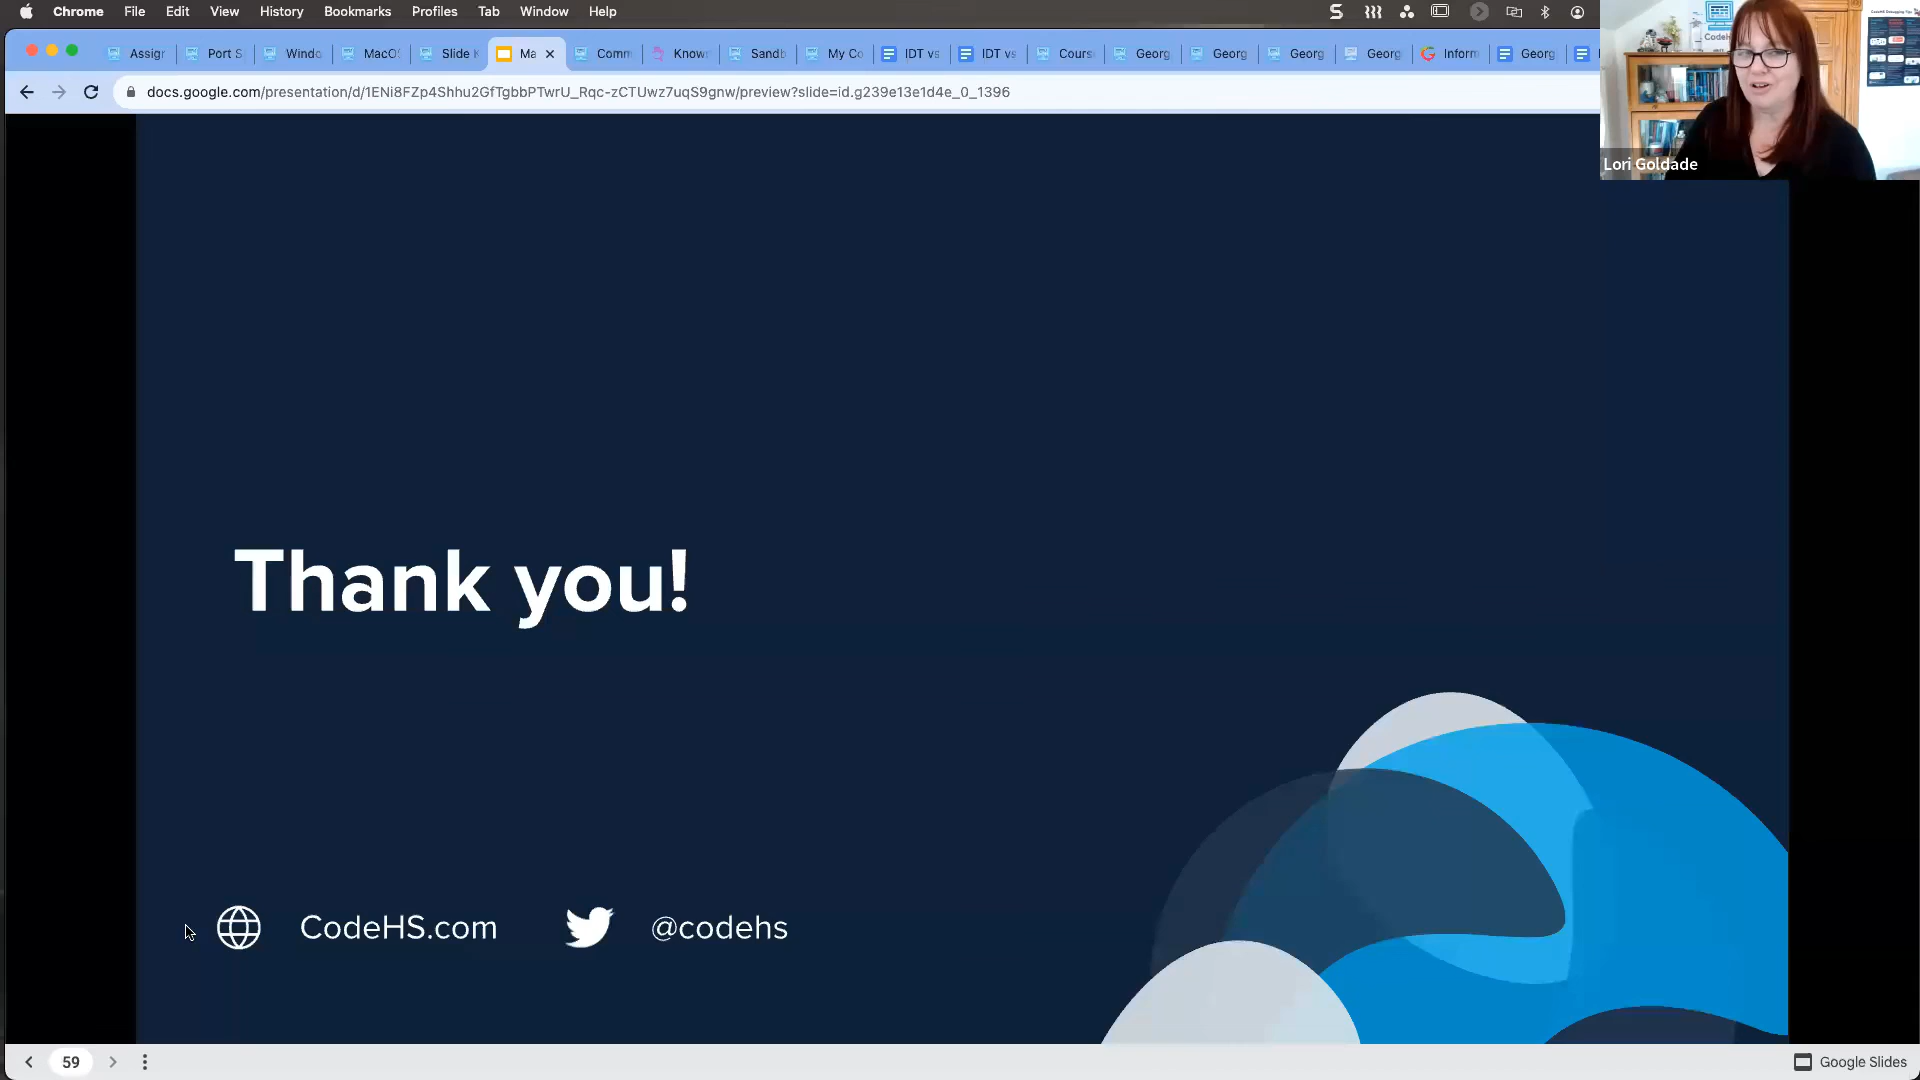 Chrome File Edit View History Bookmarks Profiles Tab Window Help
Assign Port S Windo MacO Slide Ma Comm Know Sandb My Co IDT vs IDT vs Cours Georg Georg Georg Georg Inform Georg
docs.google.com/presentation/d/1ENi8FZp4Shhu2GfTgbbPTwrU_Rqc-zCTUwz7uqS9gnw/preview?slide=id.g239e13e1d4e_0_1396
Lori Goldade
Thank you!
CodeHS.com @codehs
59
Google Slides